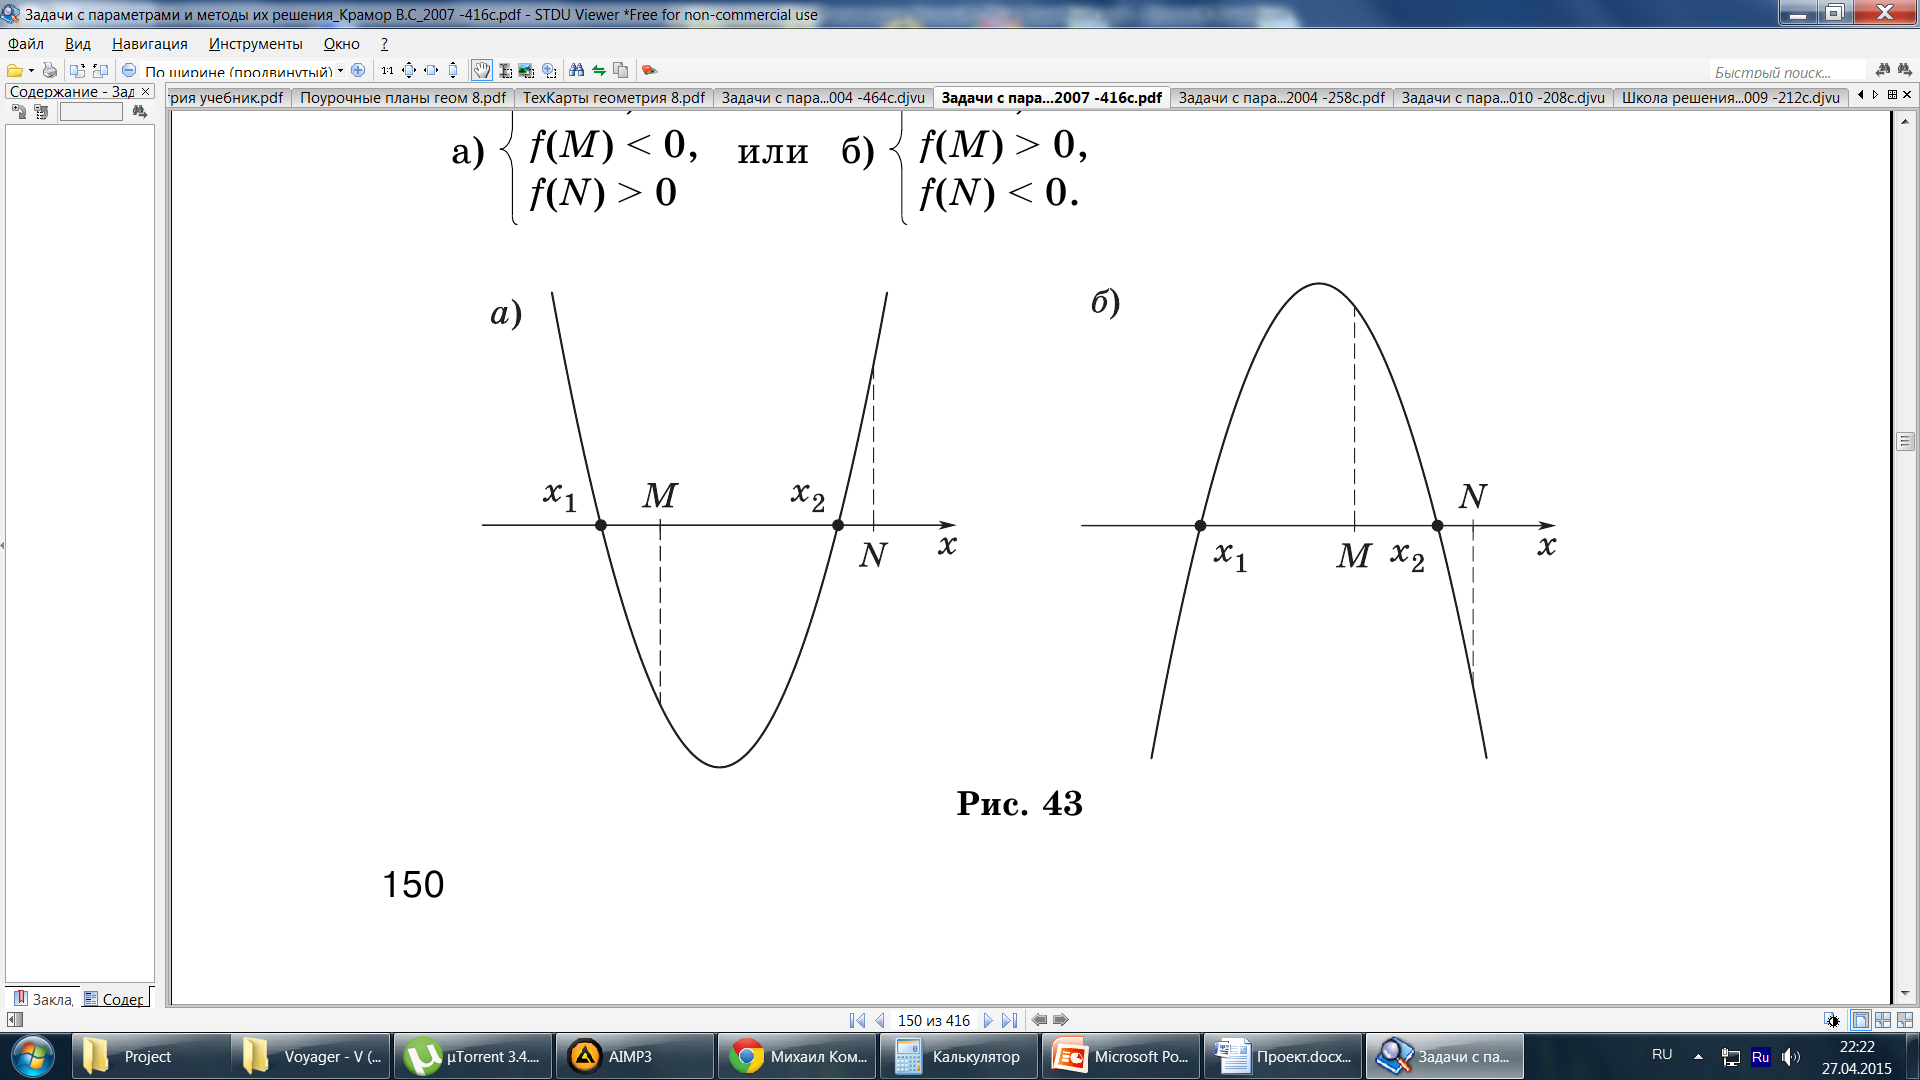 Задачи с параметрами и методы их решения_Крамор В.С_2007 -416с.pdf - STDU Viewer *Free for non-commercial use
Файл Вид Навигация Инструменты Окно ?
По ширине (продвинутый) 1:1 Быстрый поиск...
Содержание - Зад
рия учебник.pdf Поурочные планы геом 8.pdf ТехКарты геометрия 8.pdf Задачи с пара...004 -464с.djvu Задачи с пара...2007 -416с.pdf Задачи с пара...2004 -258с.pdf Задачи с пара...010 -208с.djvu Школа решения...009 -212с.djvu
а) f(M) < 0, или б) f(M) > 0,
f(N) > 0 f(N) < 0.
а) б)
x1 M x2 N x
x1 M x2 N x
Рис. 43
150
Закла, Содер
150 из 416
Project Voyager - V (... µTorrent 3.4.... AIMP3 Михаил Ком... Калькулятор Microsoft Po... Проект.docx... Задачи с па... RU Ru 22:22
27.04.2015